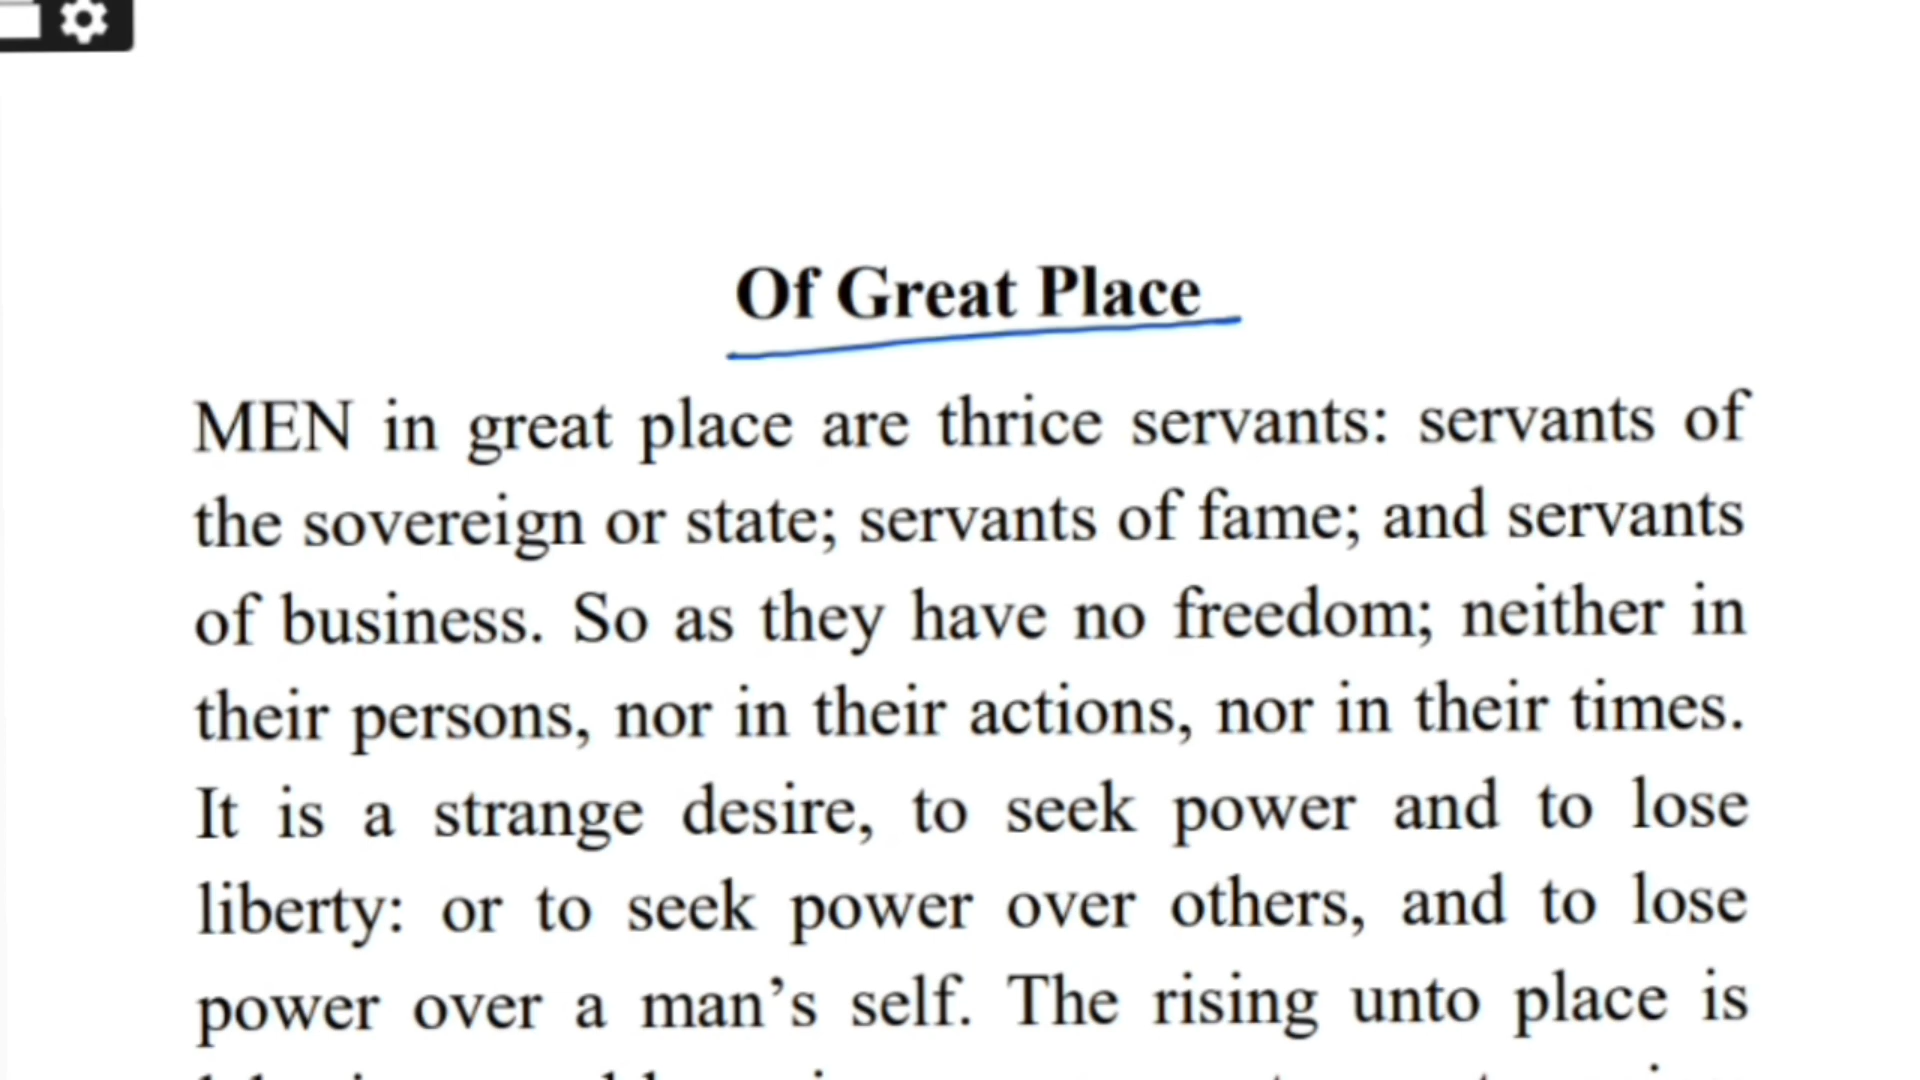 Of Great Place
MEN in great place are thrice servants: servants of
the sovereign or state; servants of fame; and servants
of business. So as they have no freedom; neither in
their persons, nor in their actions, nor in their times.
It is a strange desire, to seek power and to lose
liberty: or to seek power over others, and to lose
power over a man’s self. The rising unto place is